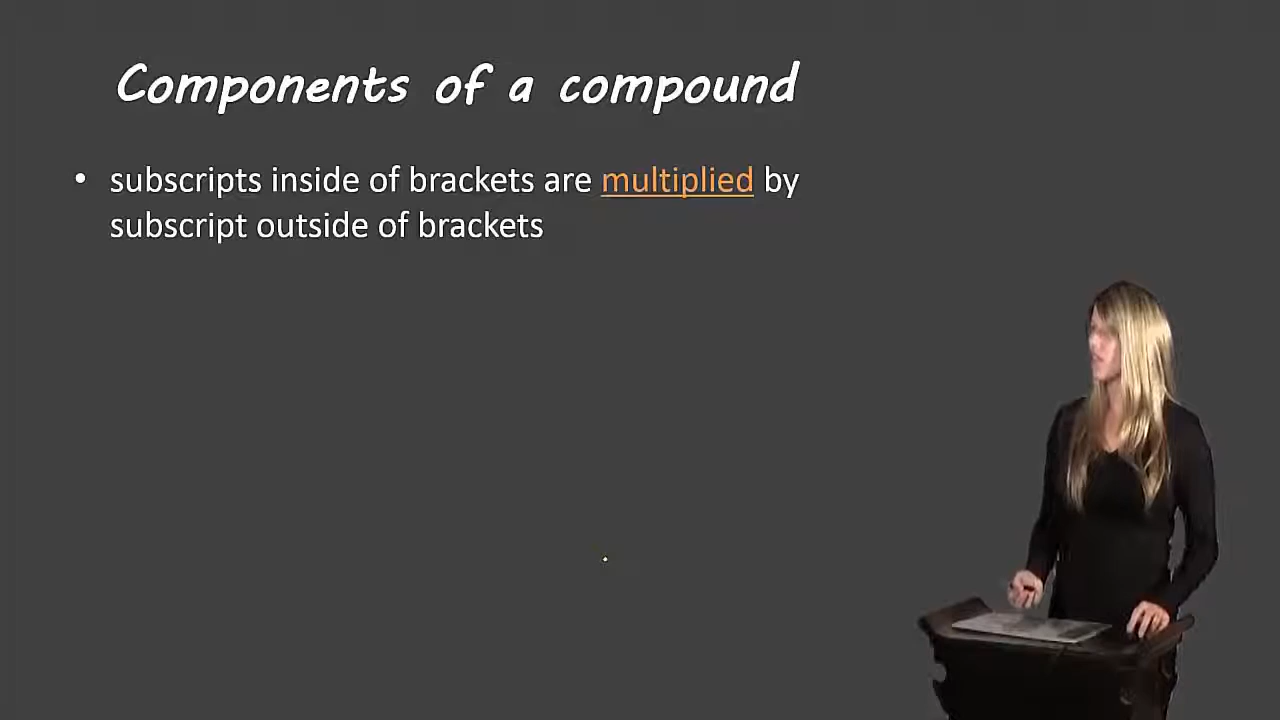 Components of a compound
• subscripts inside of brackets are multiplied by
subscript outside of brackets